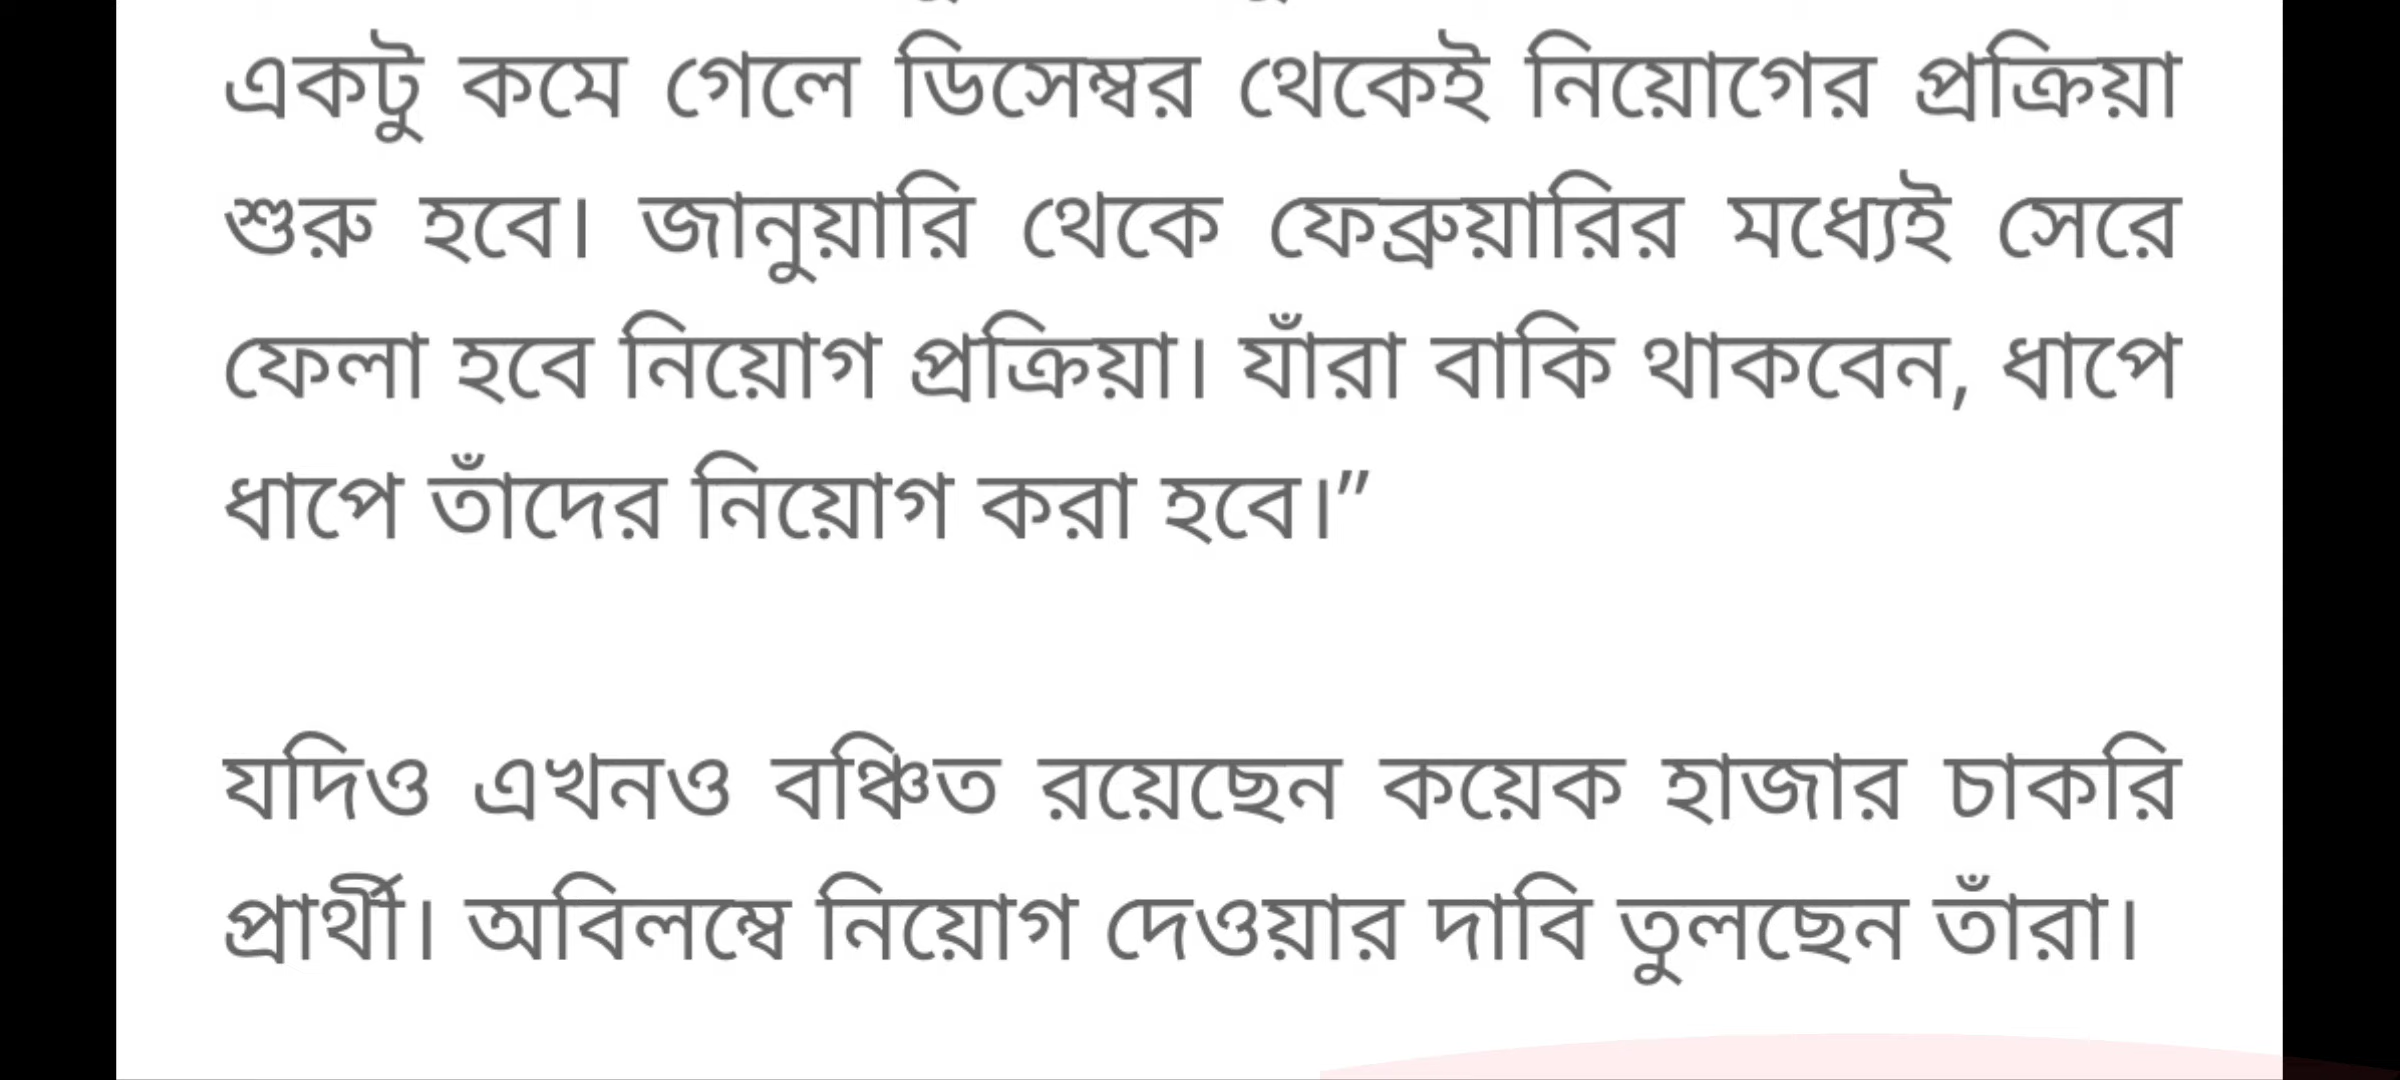 একটু কমে গেলে ডিসেম্বর থেকেই নিয়োগের প্রক্রিয়া
শুরু হবে। জানুয়ারি থেকে ফেব্রুয়ারির মধ্যেই সেরে
ফেলা হবে নিয়োগ প্রক্রিয়া। যাঁরা বাকি থাকবেন, ধাপে
ধাপে তাঁদের নিয়োগ করা হবে।”
যদিও এখনও বঞ্চিত রয়েছেন কয়েক হাজার চাকরি
প্রার্থী। অবিলম্বে নিয়োগ দেওয়ার দাবি তুলছেন তাঁরা।